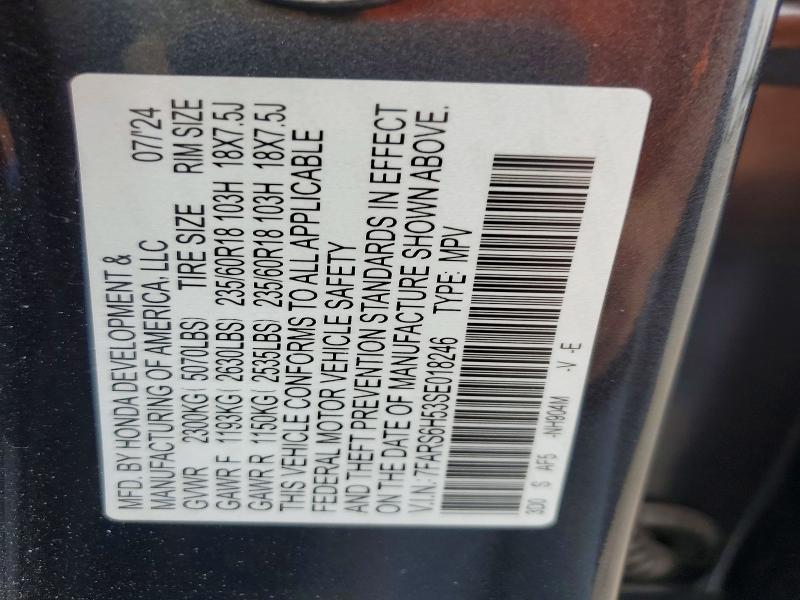 MFD. BY HONDA DEVELOPMENT &
MANUFACTURING OF AMERICA, LLC 07/'24
GVWR 2300KG( 5070LBS) TIRE SIZE RIM SIZE
GAWR F 1193KG( 2630LBS) 235/60R18 103H 18X7.5J
GAWR R 1150KG( 2535LBS) 235/60R18 103H 18X7.5J
THIS VEHICLE CONFORMS TO ALL APPLICABLE
FEDERAL MOTOR VEHICLE SAFETY
AND THEFT PREVENTION STANDARDS IN EFFECT
ON THE DATE OF MANUFACTURE SHOWN ABOVE.
V.I.N: 7FARS6H53SE018246 TYPE: MPV
3D0 S AF5 -NH904M -V -E